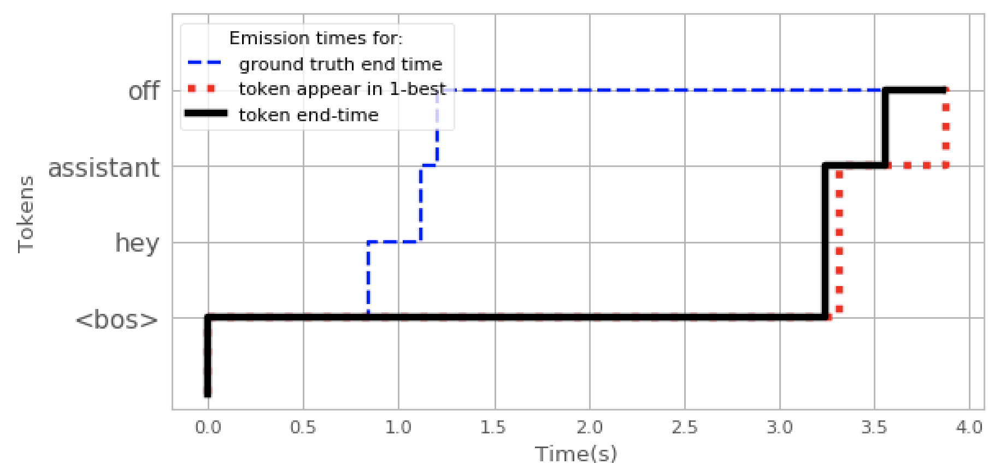 Emission times for:
ground truth end time
token appear in 1-best
token end-time
off
assistant
hey
<bos>
Tokens
0.0 0.5 1.0 1.5 2.0 2.5 3.0 3.5 4.0
Time(s)